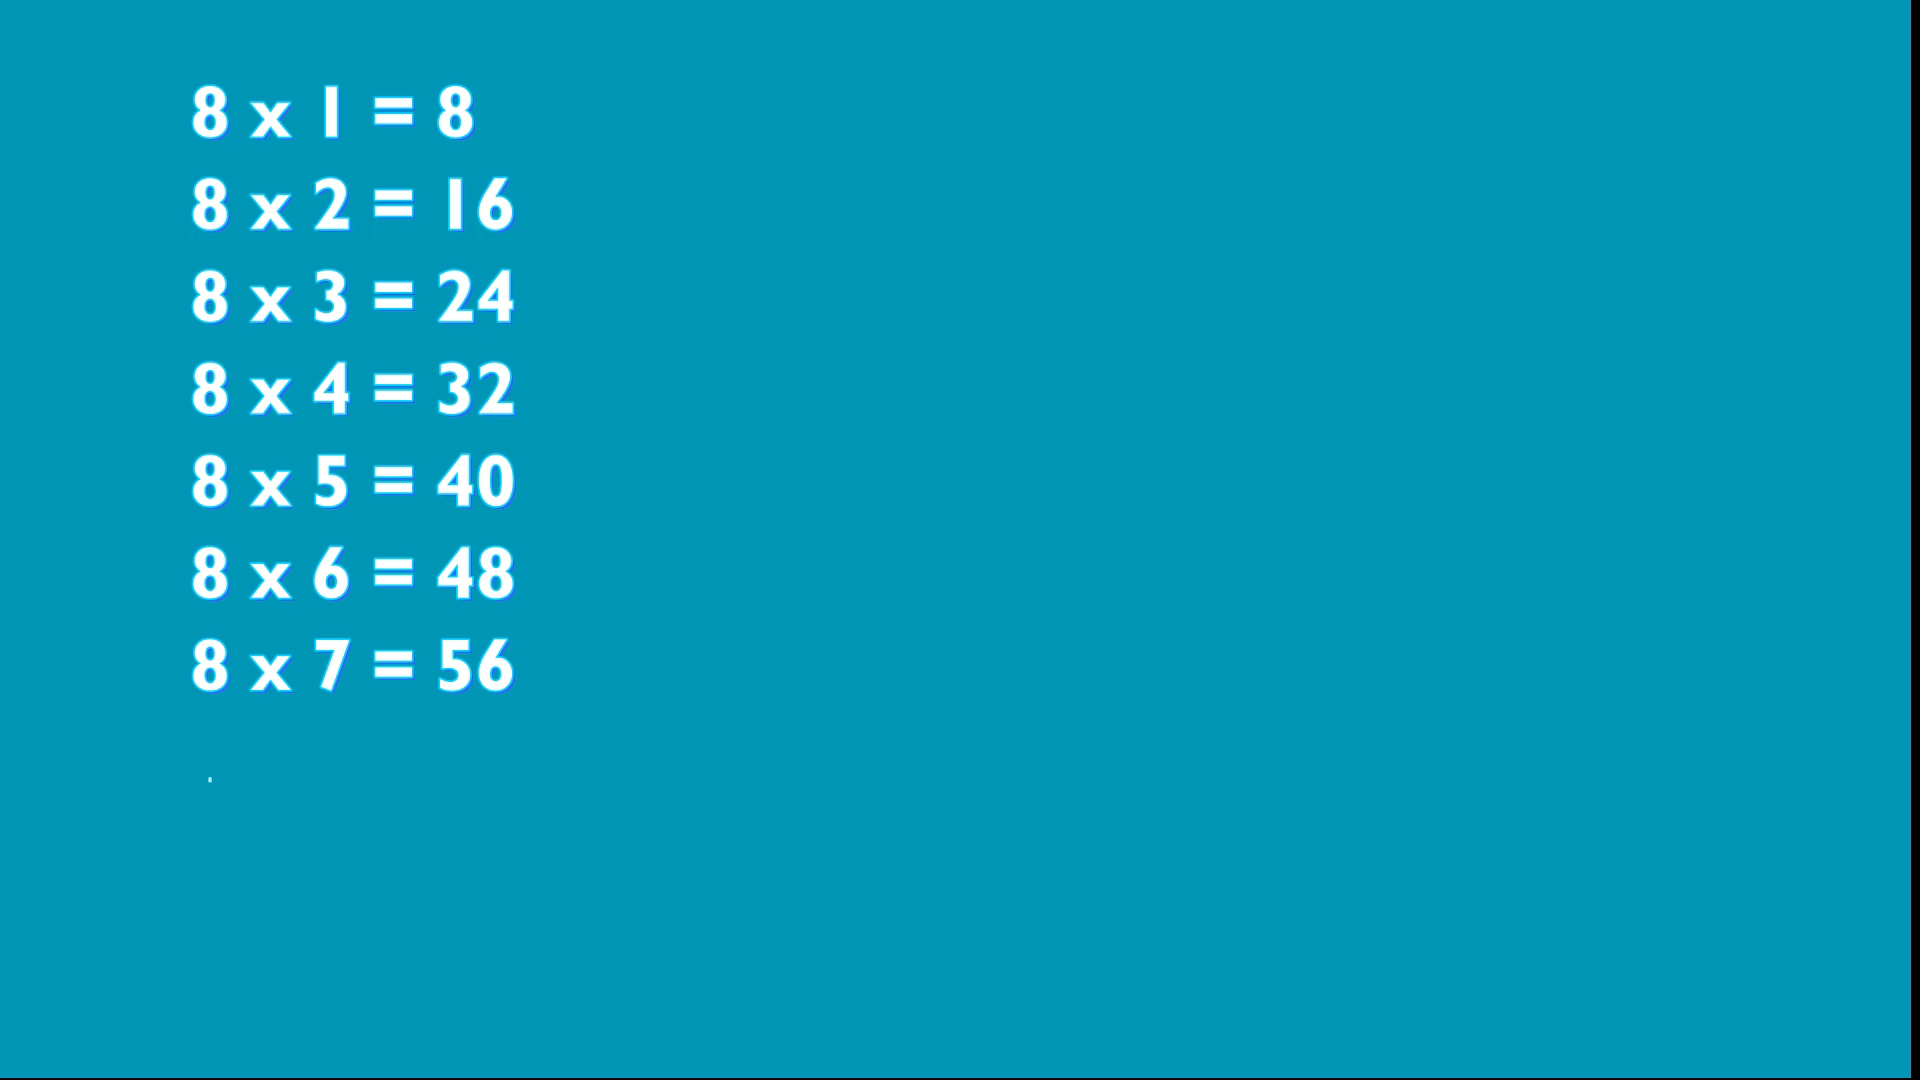 8 x 1 = 8
8 x 2 = 16
8 x 3 = 24
8 x 4 = 32
8 x 5 = 40
8 x 6 = 48
8 x 7 = 56